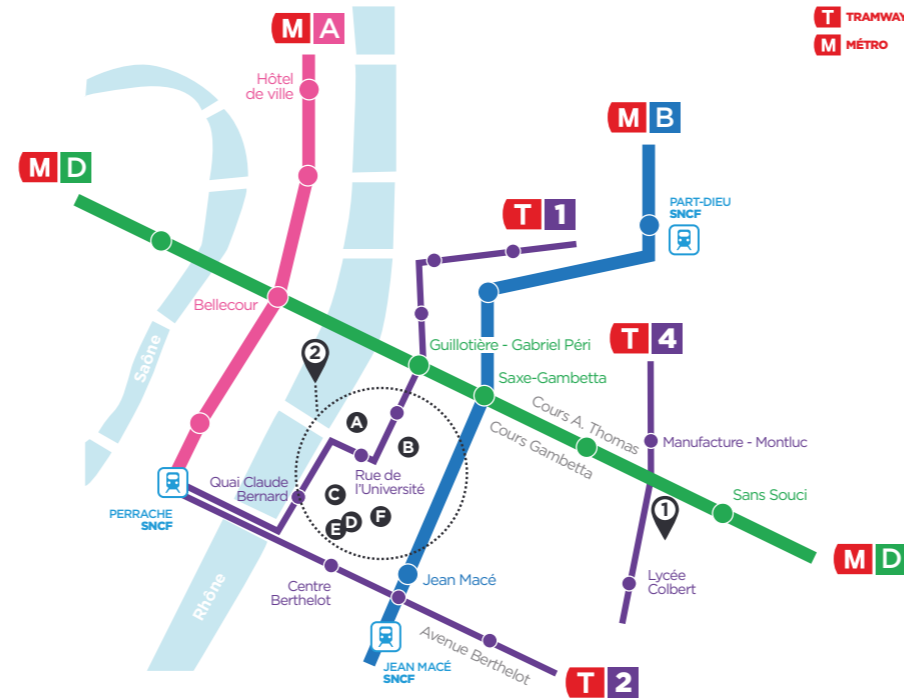 M A
T TRAMWAY
M MÉTRO
Hôtel
de ville
M B
M D
PART-DIEU
SNCF
T 1
Bellecour
Saône
Guillotière - Gabriel Péri
T 4
2
Saxe-Gambetta
Cours A. Thomas
Cours Gambetta
A
B
Manufacture - Montluc
Rue de
l'Université
Quai Claude
Bernard
C
Sans Souci
PERRACHE
SNCF
E
D
F
1
M D
Rhône
Centre
Berthelot
Jean Macé
Lycée
Colbert
Avenue Berthelot
JEAN MACÉ
SNCF
T 2